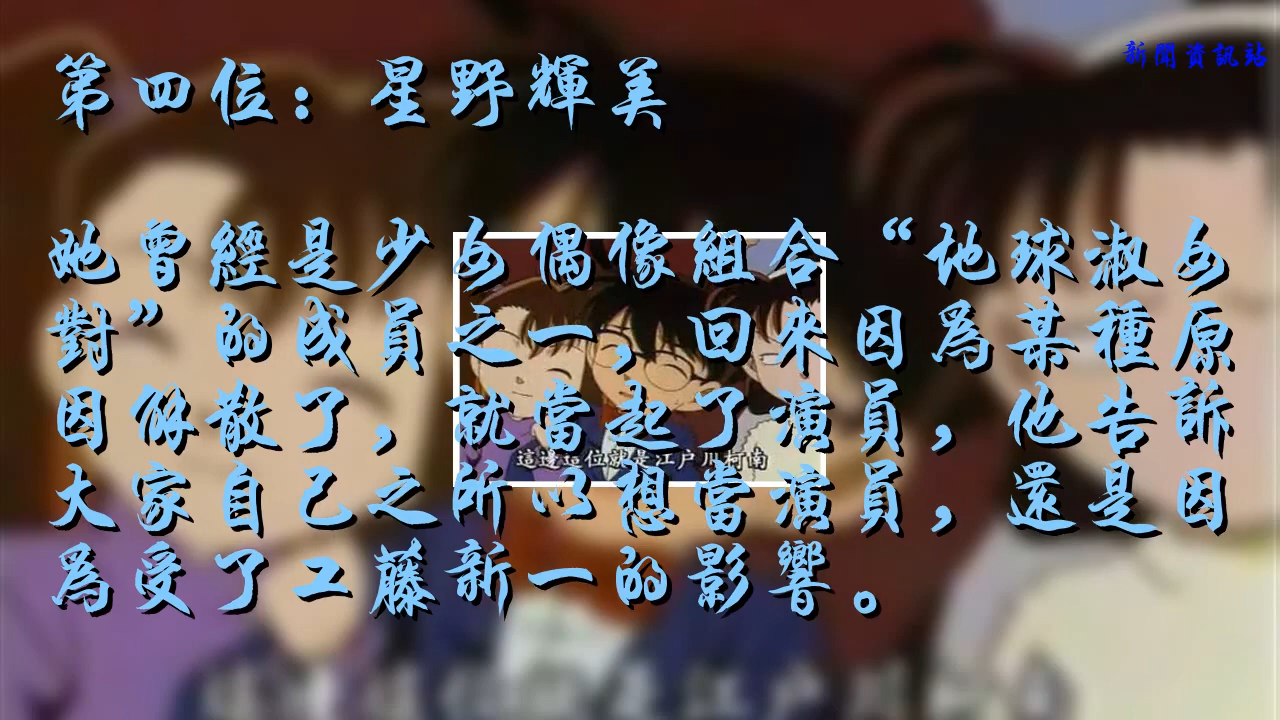 新聞資訊站
第四位：星野輝美
她曾經是少女偶像組合“地球淑女
對”的成員之一，回來因爲某種原
因解散了，就當起了演員，他告訴
大家自己之所以想當演員，還是因
爲受了工藤新一的影響。
這邊這位就是江戶川柯南